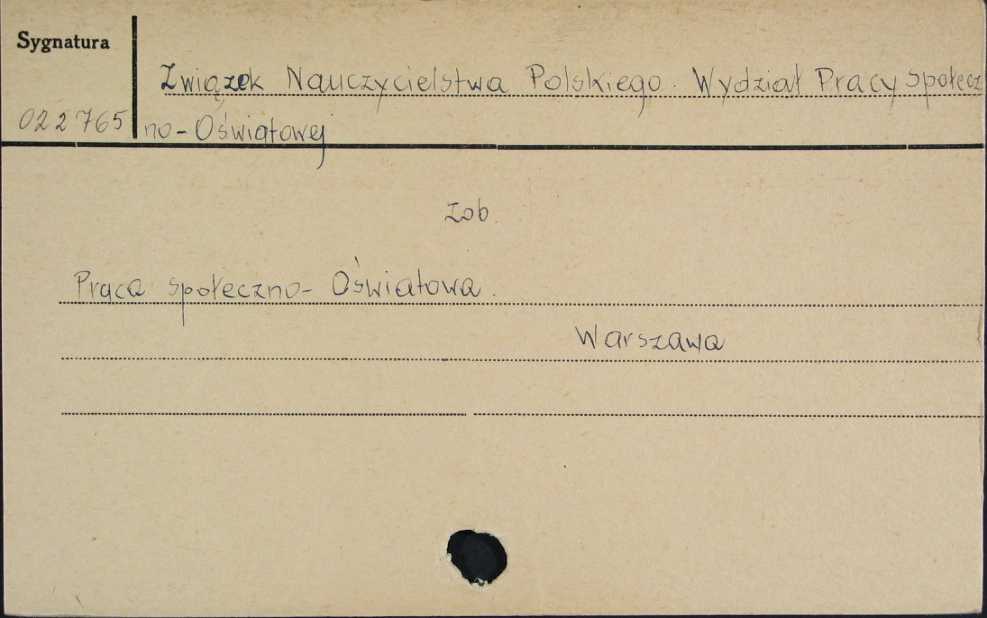 Sygnatura
Związek Nauczycielstwa Polskiego. Wydział Pracy społecz
022765
no-Oświatowej
zob.
Praca społeczno-Oświatowa.
Warszawa